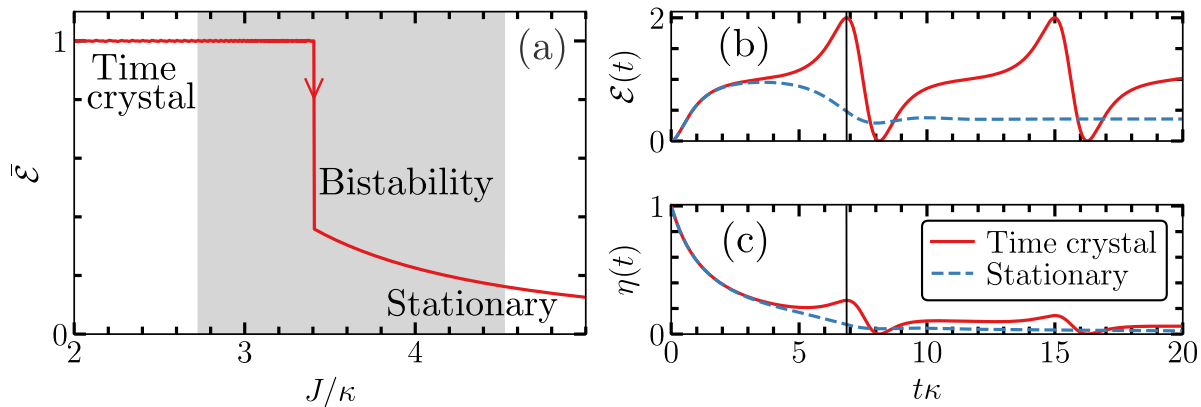 1
0
2
3
4
J/κ
ℰ̄
Time
crystal
Bistability
Stationary
(a)
2
0
ℰ(t)
(b)
1
0
η(t)
(c)
Time crystal
Stationary
0
5
10
15
20
tκ